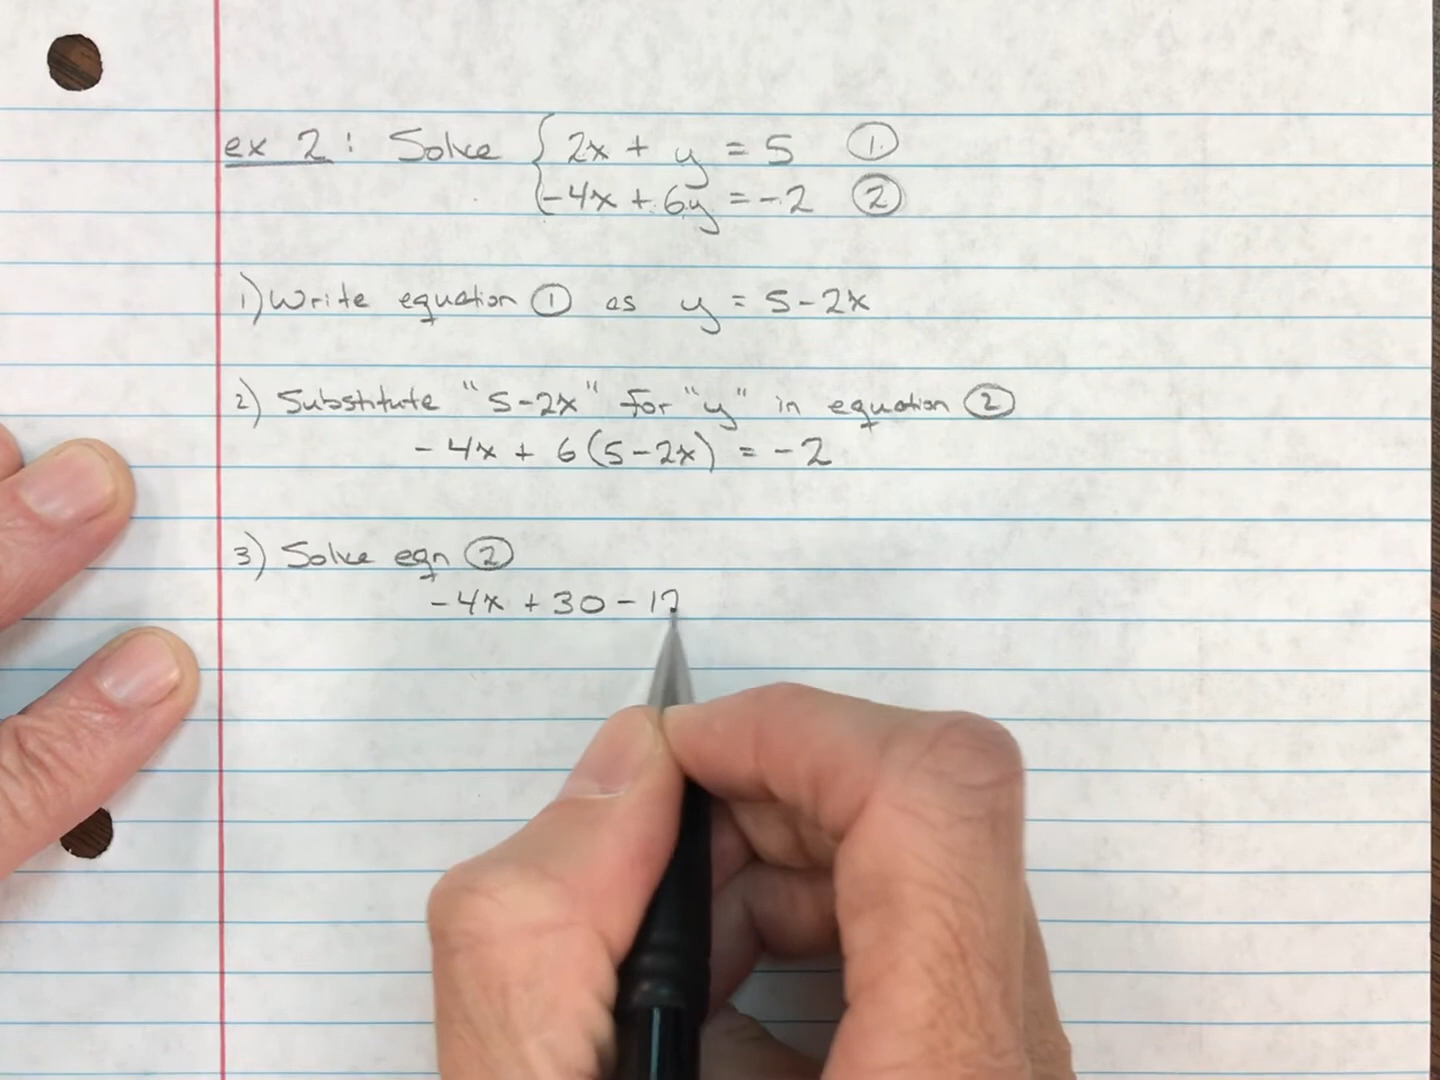 ex 2: Solve { 2x + y = 5 ①
-4x + 6y = -2 ②
1) Write equation ① as y = 5 - 2x
2) Substitute "5-2x" for "y" in equation ②
-4x + 6(5-2x) = -2
3) Solve eqn ②
-4x + 30 - 12